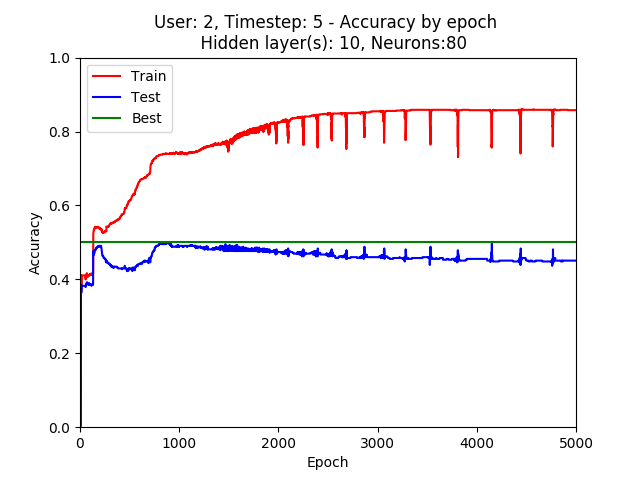 User: 2, Timestep: 5 - Accuracy by epoch
Hidden layer(s): 10, Neurons:80
1.0
0.8
0.6
0.4
0.2
0.0
Accuracy
Train
Test
Best
0
1000
2000
3000
4000
5000
Epoch